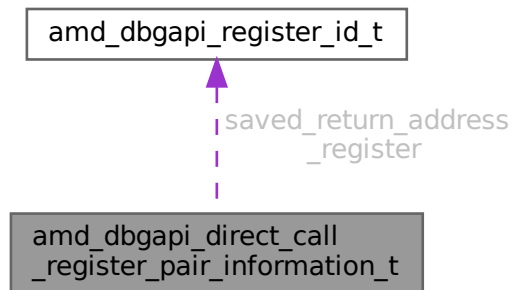 amd_dbgapi_register_id_t
saved_return_address
_register
amd_dbgapi_direct_call
_register_pair_information_t